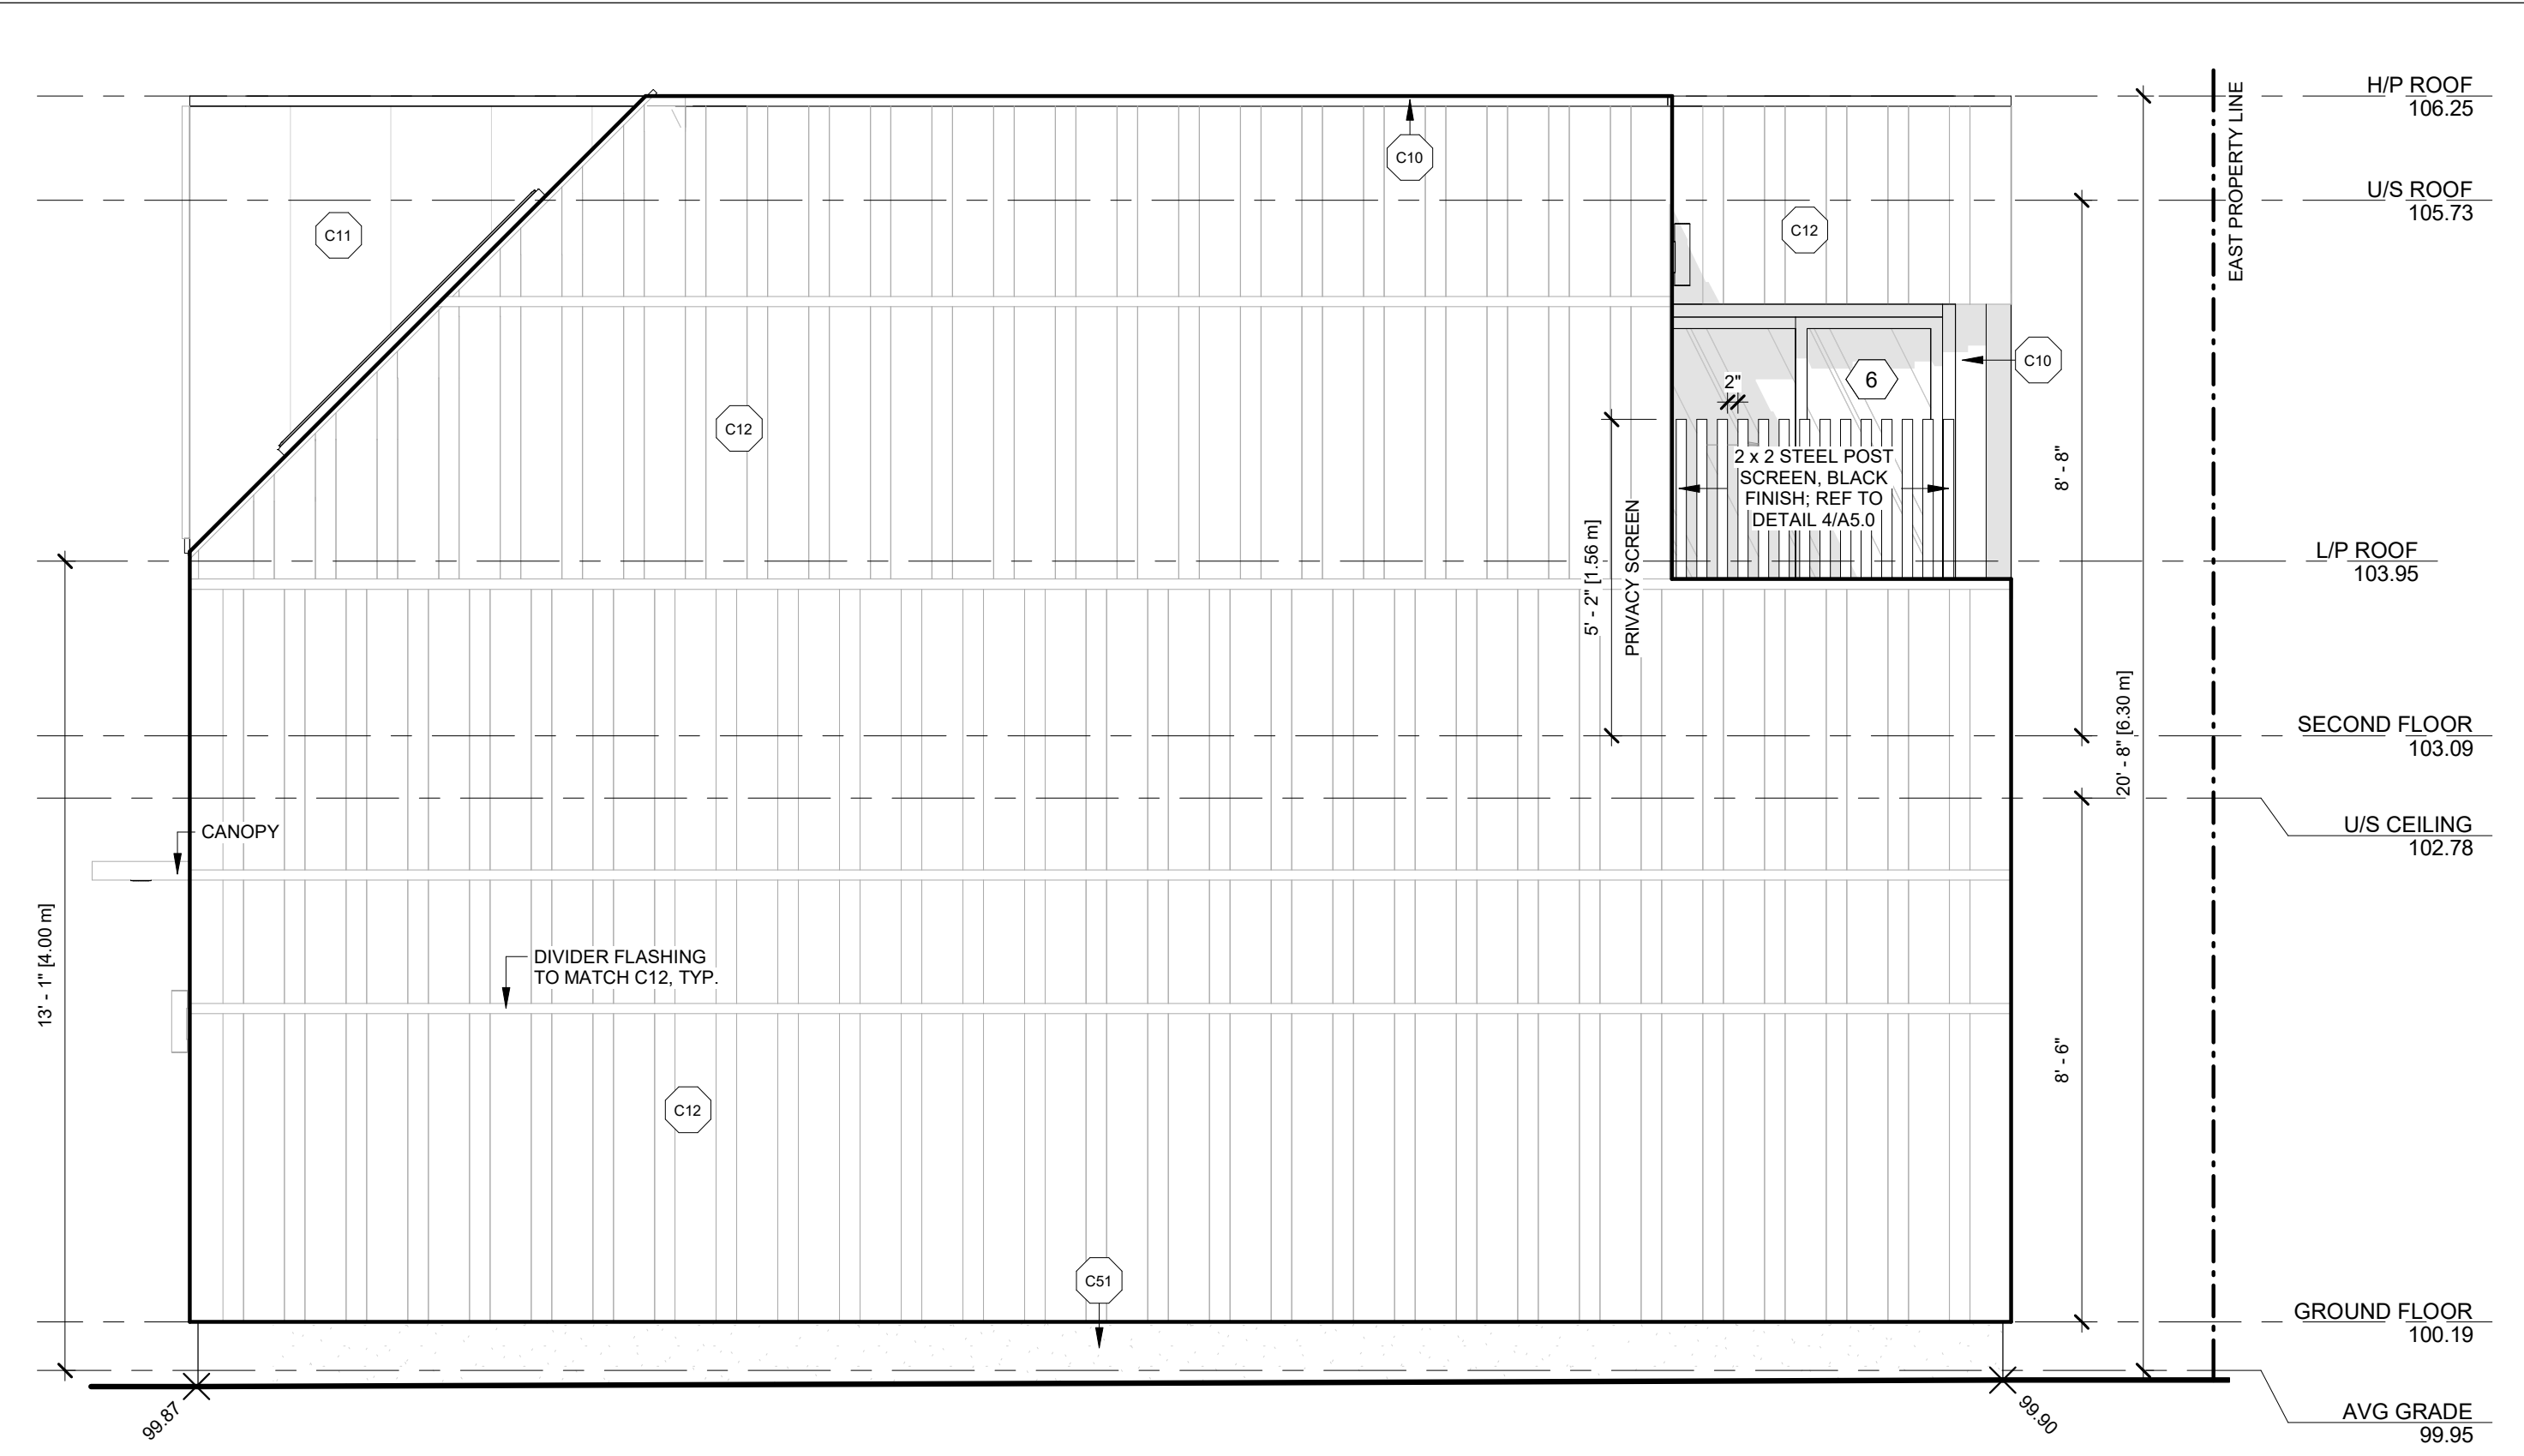 H/P ROOF
106.25
EAST PROPERTY LINE
C10
U/S ROOF
105.73
C11
C12
C10
6
2"
C12
2 x 2 STEEL POST
SCREEN, BLACK
FINISH; REF TO
DETAIL 4/A5.0
8' - 8"
5' - 2" [1.56 m]
PRIVACY SCREEN
L/P ROOF
103.95
SECOND FLOOR
103.09
20' - 8" [6.30 m]
CANOPY
U/S CEILING
102.78
13' - 1" [4.00 m]
DIVIDER FLASHING
TO MATCH C12, TYP.
8' - 6"
C12
C51
GROUND FLOOR
100.19
99.87
99.90
AVG GRADE
99.95